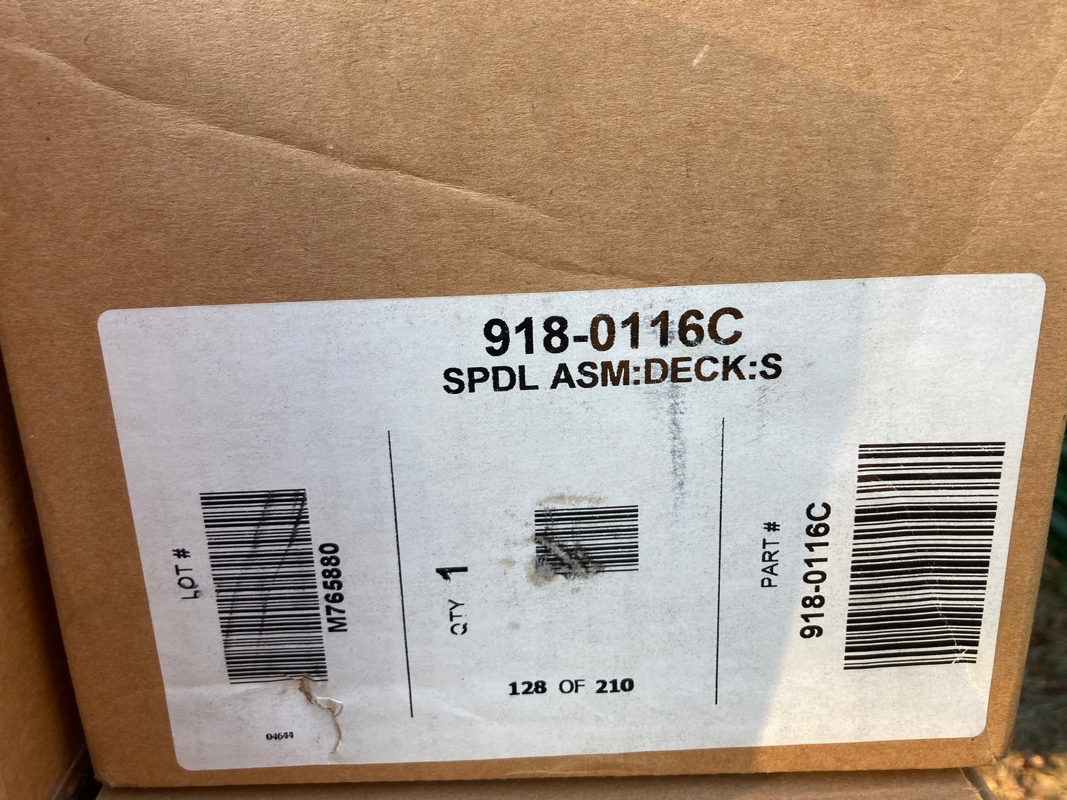 918-0116C
SPDL ASM:DECK:S
LOT #
M765880
QTY 1
128 OF 210
PART #
918-0116C
04644